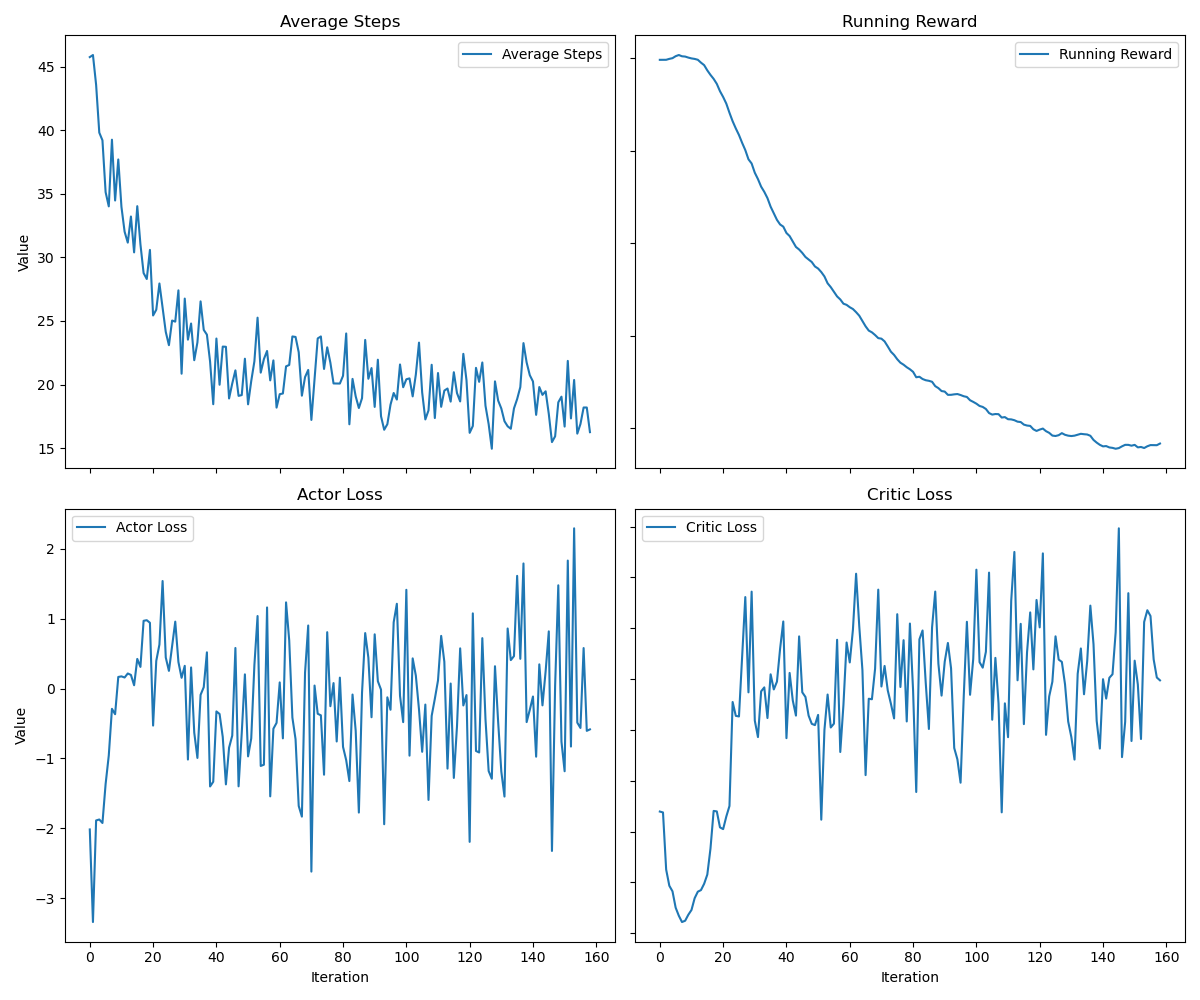 Average Steps
Average Steps
45
40
35
30
25
20
15
Value
Running Reward
Running Reward
Actor Loss
Actor Loss
2
1
0
−1
−2
−3
Value
0 20 40 60 80 100 120 140 160
Iteration
Critic Loss
Critic Loss
0 20 40 60 80 100 120 140 160
Iteration